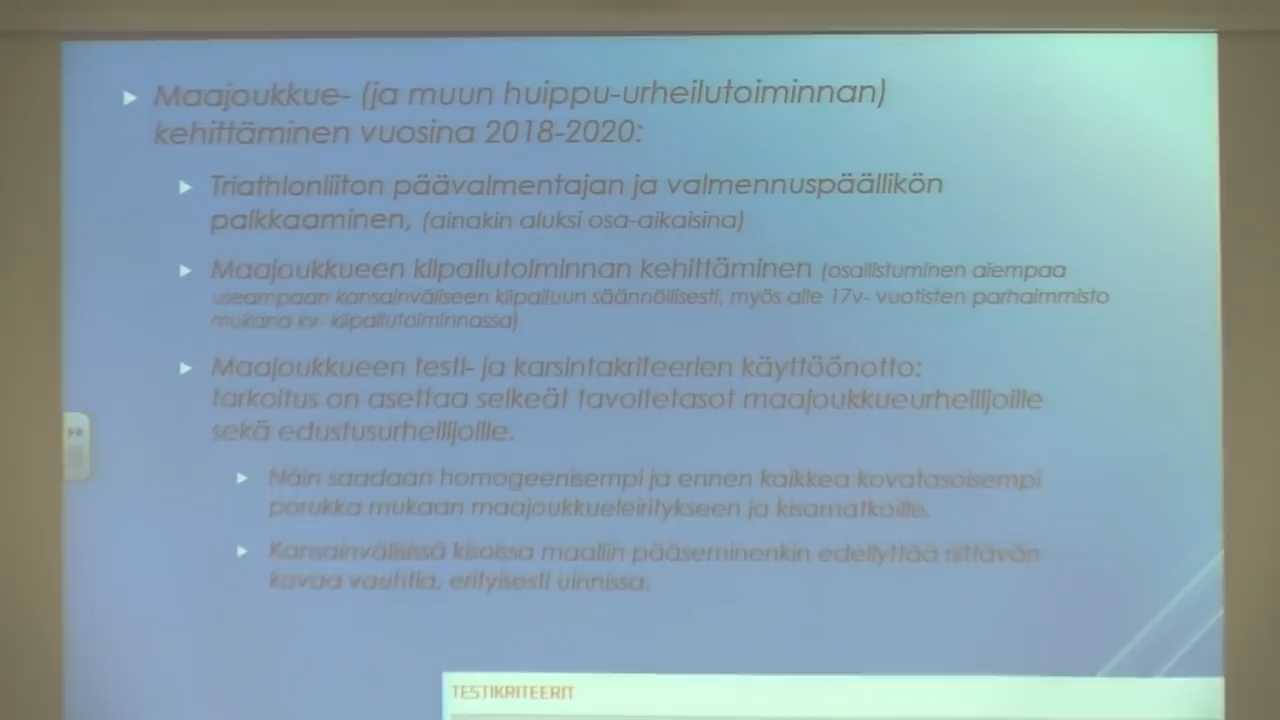 Maajoukkue- (ja muun huippu-urheilutoiminnan)
kehittäminen vuosina 2018-2020:
Triathlonliiton päävalmentajan ja valmennuspäällikön
palkkaaminen, (ainakin aluksi osa-aikaisina)
Maajoukkueen kilpailutoiminnan kehittäminen (osallistuminen aiempaa
useampaan kansainväliseen kilpailuun säännöllisesti, myös alle 17v- vuotisten parhaimmisto
mukana kv- kilpailutoiminnassa)
Maajoukkueen testi- ja karsintakriteerien käyttöönotto:
tarkoitus on asettaa selkeät tavoitetasot maajoukkueurheilijoille
sekä edustusurheilijoille.
Näin saadaan homogeenisempi ja ennen kaikkea kovatasoisempi
porukka mukaan maajoukkueleiritykseen ja kisamatkoille.
Kansainvälisissä kisoissa maaliin pääseminenkin edellyttää riittävän
kovaa vauhtia, erityisesti uinnissa.
TESTIKRITEERIT